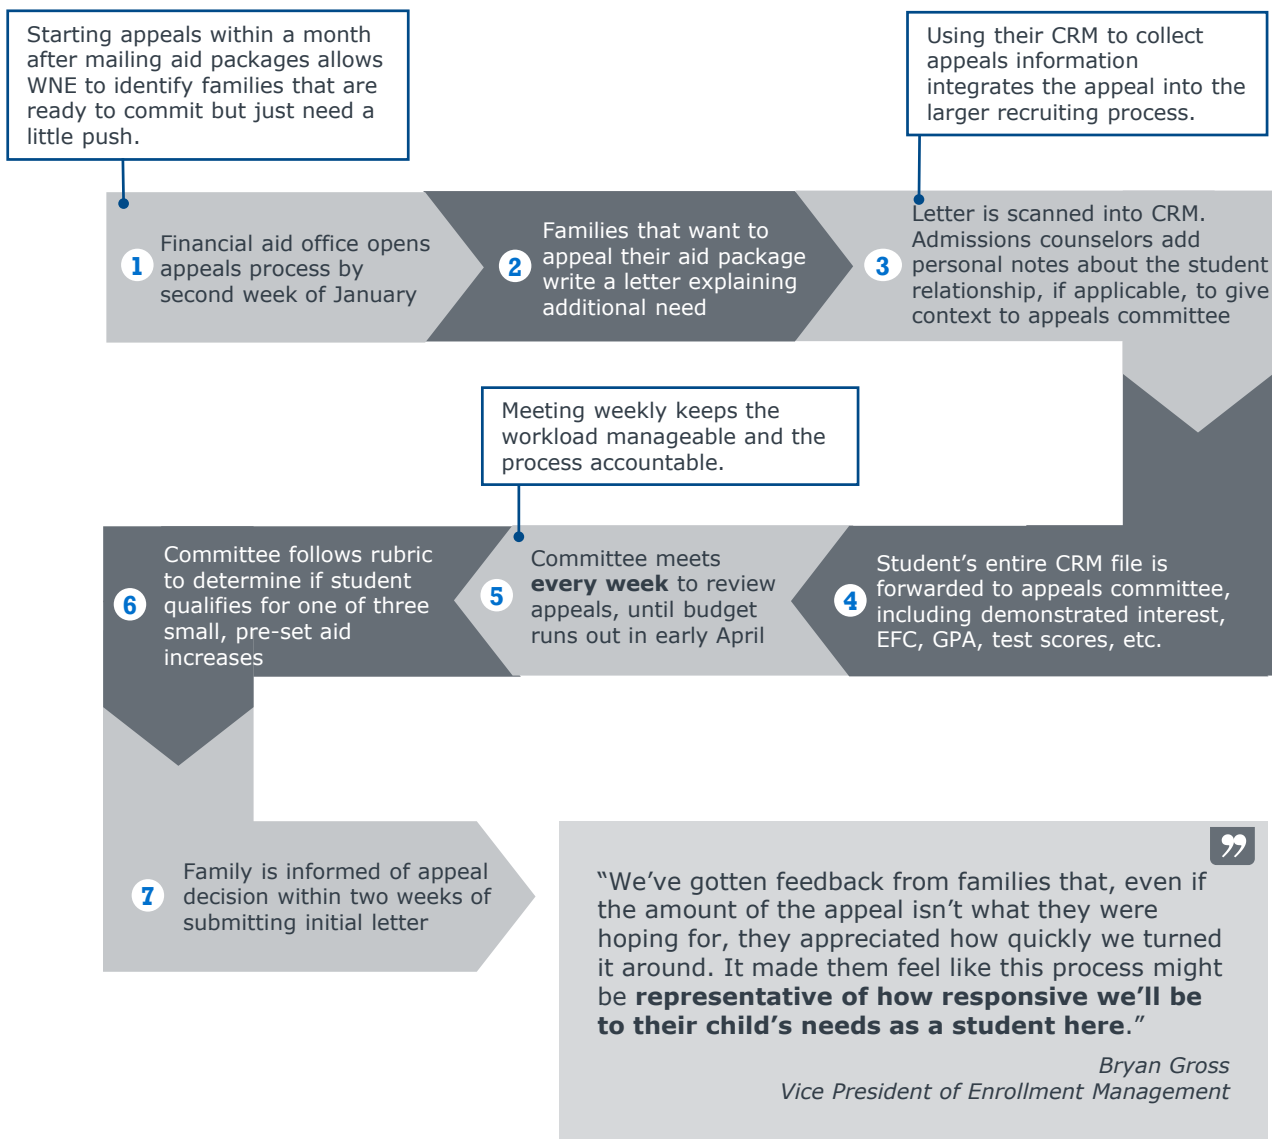 Starting appeals within a month
after mailing aid packages allows
WNE to identify families that are
ready to commit but just need a
little push.
Using their CRM to collect
appeals information
integrates the appeal into the
larger recruiting process.
1
Financial aid office opens
appeals process by
second week of January
2
Families that want to
appeal their aid package
write a letter explaining
additional need
3
Letter is scanned into CRM.
Admissions counselors add
personal notes about the student
relationship, if applicable, to give
context to appeals committee
Meeting weekly keeps the
workload manageable and the
process accountable.
4
Student’s entire CRM file is
forwarded to appeals committee,
including demonstrated interest,
EFC, GPA, test scores, etc.
5
Committee meets
every week to review
appeals, until budget
runs out in early April
6
Committee follows rubric
to determine if student
qualifies for one of three
small, pre-set aid
increases
7
Family is informed of appeal
decision within two weeks of
submitting initial letter
”
“We’ve gotten feedback from families that, even if
the amount of the appeal isn’t what they were
hoping for, they appreciated how quickly we turned
it around. It made them feel like this process might
be representative of how responsive we’ll be
to their child’s needs as a student here.”
Bryan Gross
Vice President of Enrollment Management